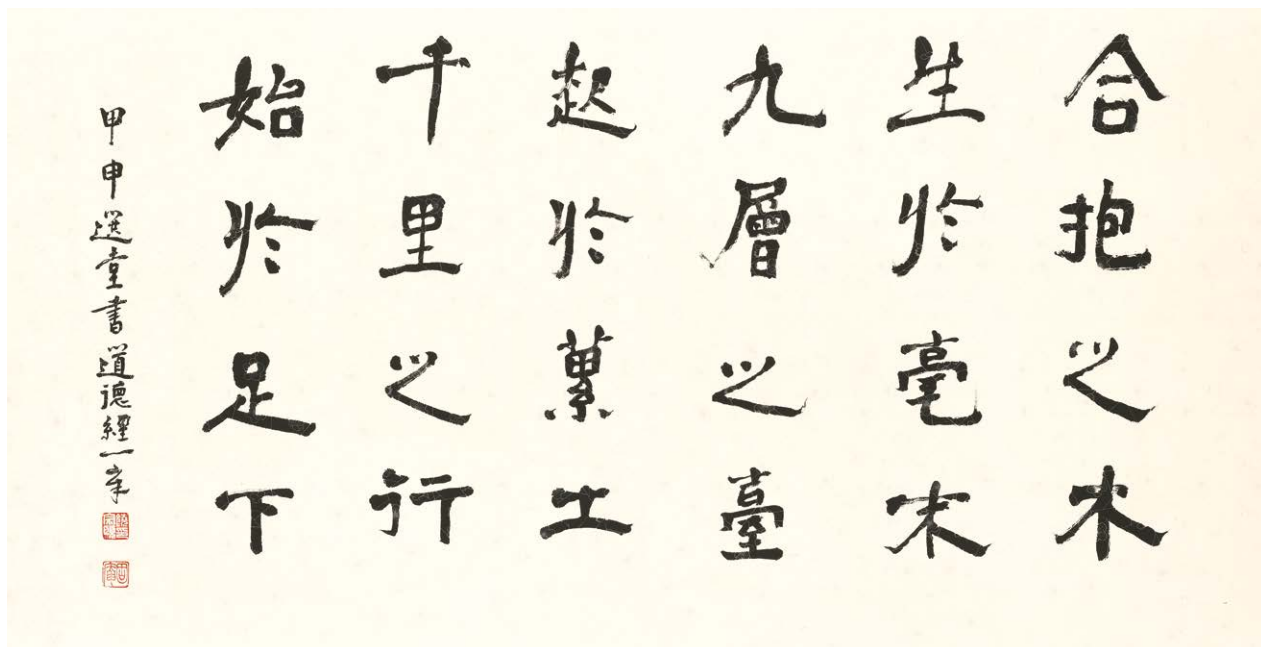 合抱之木
生於毫末
九層之臺
起於蔂土
千里之行
始於足下
甲申選堂書道德經一章